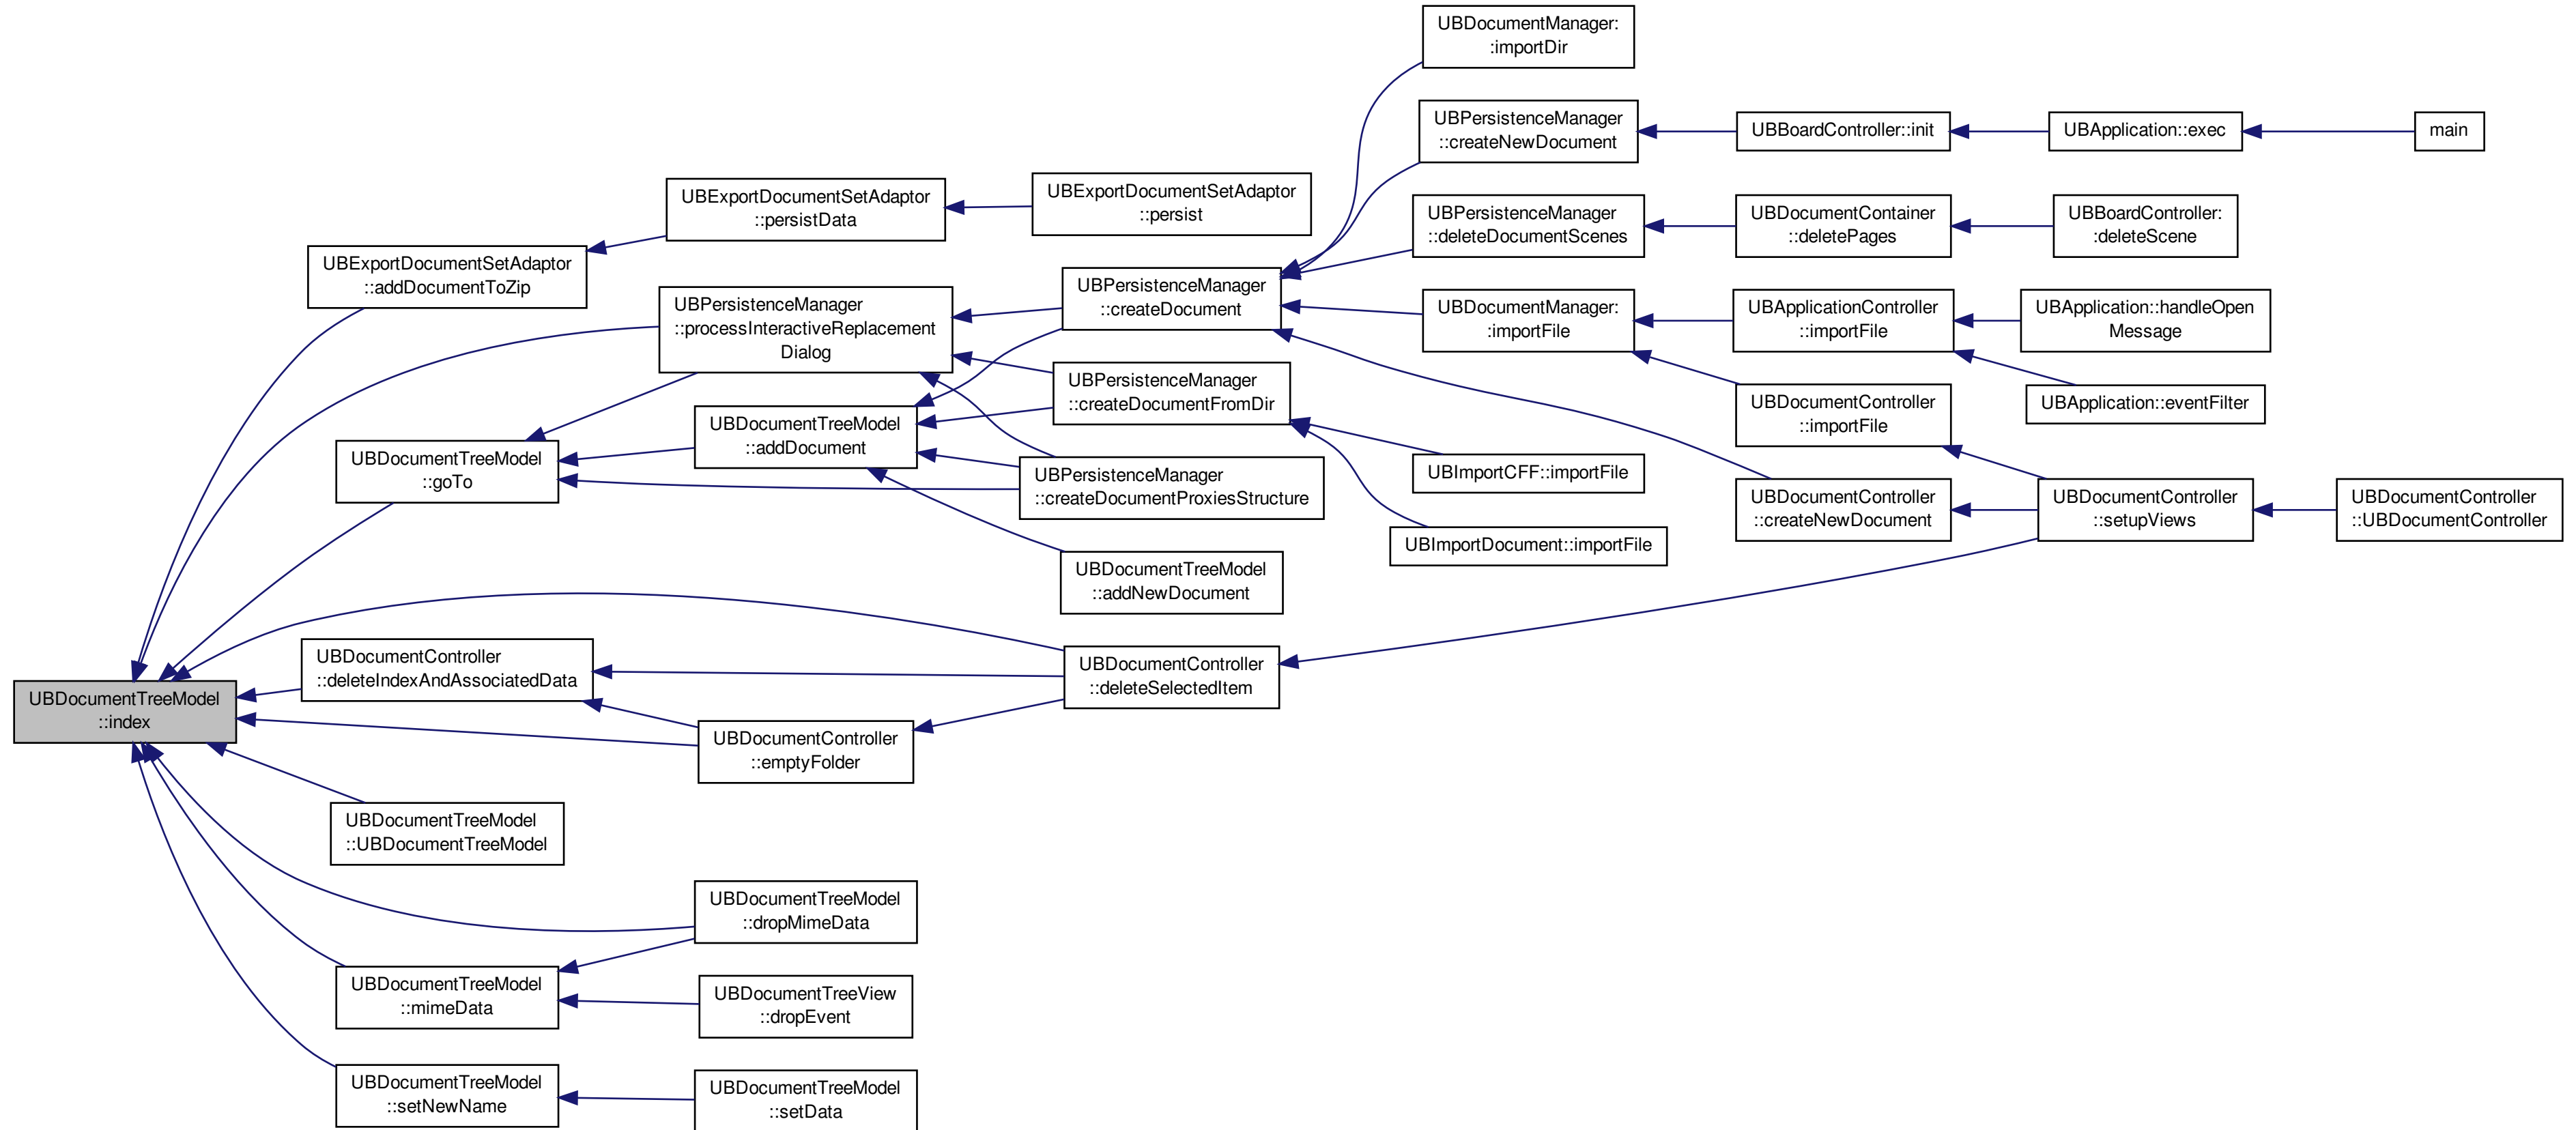 UBDocumentManager:
:importDir
UBPersistenceManager
::createNewDocument
UBBoardController::init
UBApplication::exec
main
UBExportDocumentSetAdaptor
::persistData
UBExportDocumentSetAdaptor
::persist
UBPersistenceManager
::deleteDocumentScenes
UBDocumentContainer
::deletePages
UBBoardController:
:deleteScene
UBExportDocumentSetAdaptor
::addDocumentToZip
UBPersistenceManager
::processInteractiveReplacement
Dialog
UBPersistenceManager
::createDocument
UBDocumentManager:
:importFile
UBApplicationController
::importFile
UBApplication::handleOpen
Message
UBPersistenceManager
::createDocumentFromDir
UBDocumentController
::importFile
UBApplication::eventFilter
UBDocumentTreeModel
::goTo
UBDocumentTreeModel
::addDocument
UBPersistenceManager
::createDocumentProxiesStructure
UBImportCFF::importFile
UBImportDocument::importFile
UBDocumentController
::createNewDocument
UBDocumentController
::setupViews
UBDocumentController
::UBDocumentController
UBDocumentTreeModel
::addNewDocument
UBDocumentTreeModel
::index
UBDocumentController
::deleteIndexAndAssociatedData
UBDocumentController
::deleteSelectedItem
UBDocumentController
::emptyFolder
UBDocumentTreeModel
::UBDocumentTreeModel
UBDocumentTreeModel
::dropMimeData
UBDocumentTreeModel
::mimeData
UBDocumentTreeView
::dropEvent
UBDocumentTreeModel
::setNewName
UBDocumentTreeModel
::setData